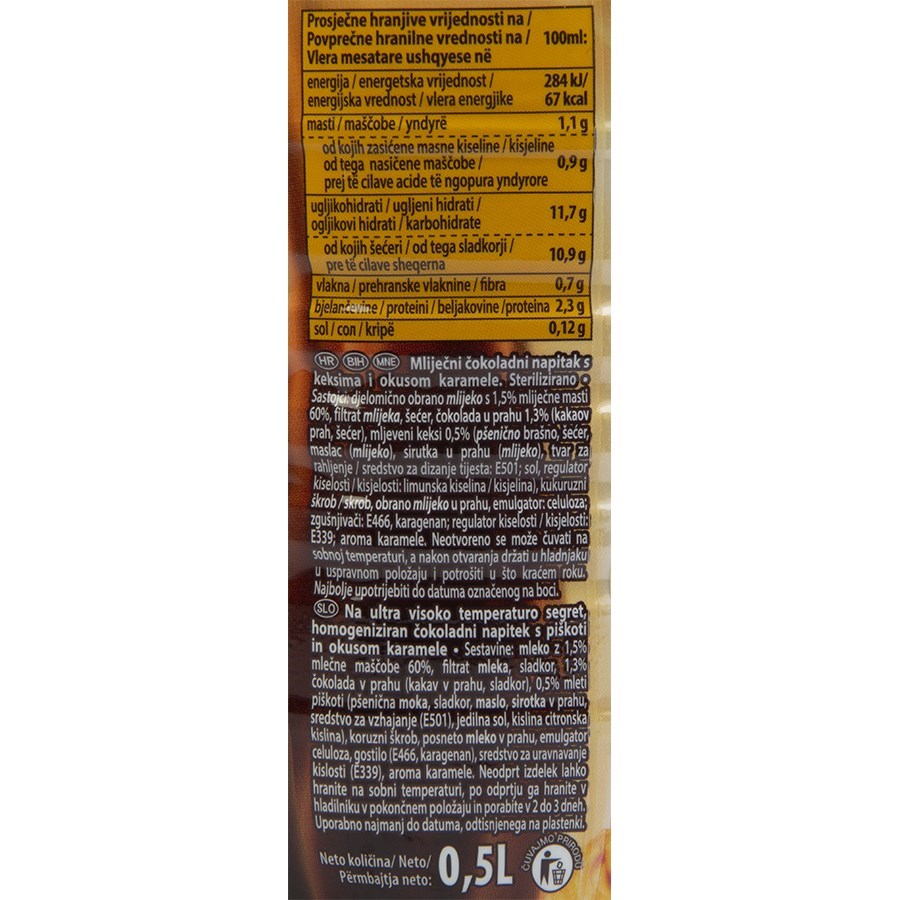 Prosječne hranjive vrijednosti na /
Povprečne hranilne vrednosti na / 100ml:
Vlera mesatare ushqyese në
energija / energetska vrijednost / 284 kJ/
energijska vrednost / vlera energjike 67 kcal
masti / maščobe / yndyrë 1,1 g
od kojih zasićene masne kiseline / kisjeline
od tega nasičene maščobe / 0,9 g
prej të cilave acide të ngopura yndyrore
ugljikohidrati / ugljeni hidrati / 11,7 g
ogljikovi hidrati / karbohidrate
od kojih šećeri / od tega sladkorji / 10,9 g
pre të cilave sheqerna
vlakna / prehranske vlaknine / fibra 0,7 g
bjelančevine / proteini / beljakovine /proteina 2,3 g
sol / con / kripë 0,12 g
HR BIH MNE Mliječni čokoladni napitak s
keksima i okusom karamele. Sterilizirano •
Sastojci: djelomično obrano mlijeko s 1,5% mliječne masti
60%, filtrat mlijeka, šećer, čokolada u prahu 1,3% (kakaov
prah, šećer), mljeveni keksi 0,5% (pšenično brašno, šećer,
maslac (mlijeko), sirutka u prahu (mlijeko), tvar za
rahljenje / sredstvo za dizanje tijesta: E501; sol, regulator
kiselosti / kisjelosti: limunska kiselina / kisjelina), kukuruzni
škrob / skrob, obrano mlijeko u prahu, emulgator: celuloza;
zgušnjivači: E466, karagenan; regulator kiselosti / kisjelosti:
E339; aroma karamele. Neotvoreno se može čuvati na
sobnoj temperaturi, a nakon otvaranja držati u hladnjaku
u uspravnom položaju i potrošiti u što kraćem roku.
Najbolje upotrijebiti do datuma označenog na boci.
SLO Na ultra visoko temperaturo segret,
homogeniziran čokoladni napitek s piškoti
in okusom karamele • Sestavine: mleko z 1,5%
mlečne maščobe 60%, filtrat mleka, sladkor, 1,3%
čokolada v prahu (kakav v prahu, sladkor), 0,5% mleti
piškoti (pšenična moka, sladkor, maslo, sirotka v prahu,
sredstvo za vzhajanje (E501), jedilna sol, kislina citronska
kislina), koruzni škrob, posneto mleko v prahu, emulgator
celuloza, gostilo (E466, karagenan), sredstvo za uravnavanje
kislosti (E339), aroma karamele. Neodprt izdelek lahko
hranite na sobni temperaturi, po odprtju ga hranite v
hladilniku v pokončnem položaju in porabite v 2 do 3 dneh.
Uporabno najmanj do datuma, odtisnjenega na plastenki.
Neto količina/ Neto/
Përmbajtja neto: 0,5L
ČUVAJMO PRIRODU